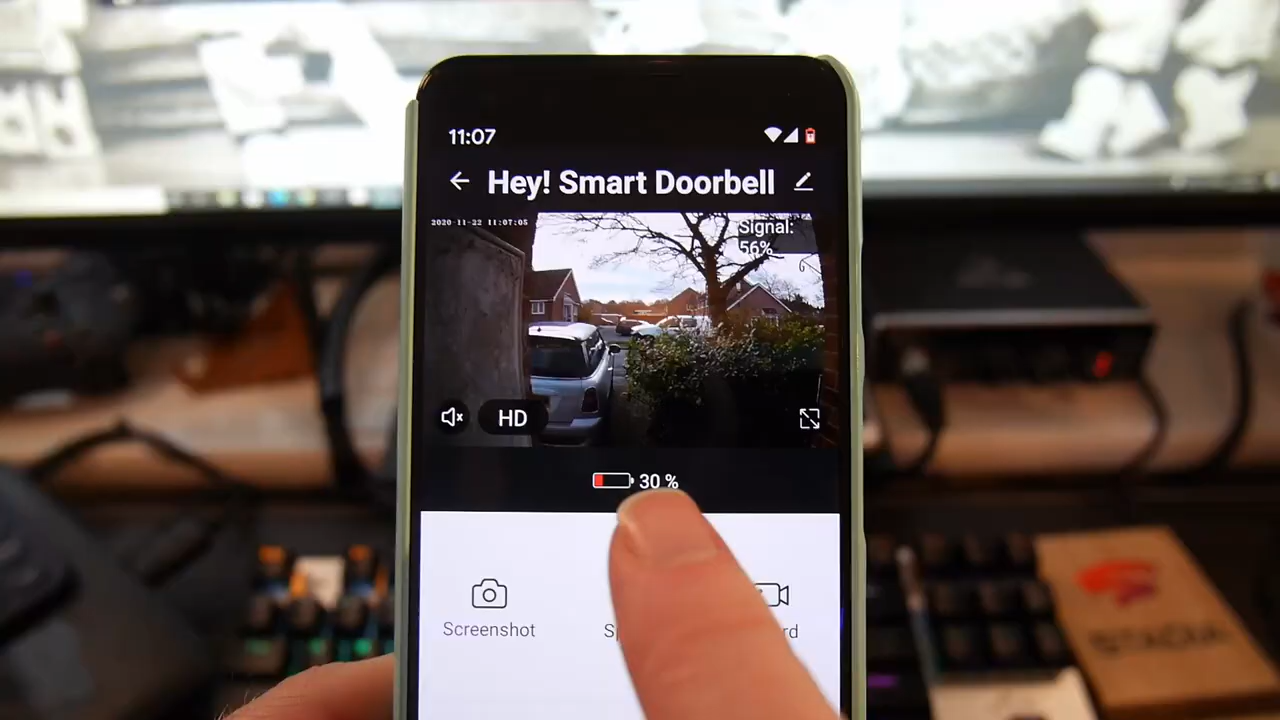 11:07
Hey! Smart Doorbell
2020-11-22 11:07:05
Signal:
56%
HD
30 %
Screenshot